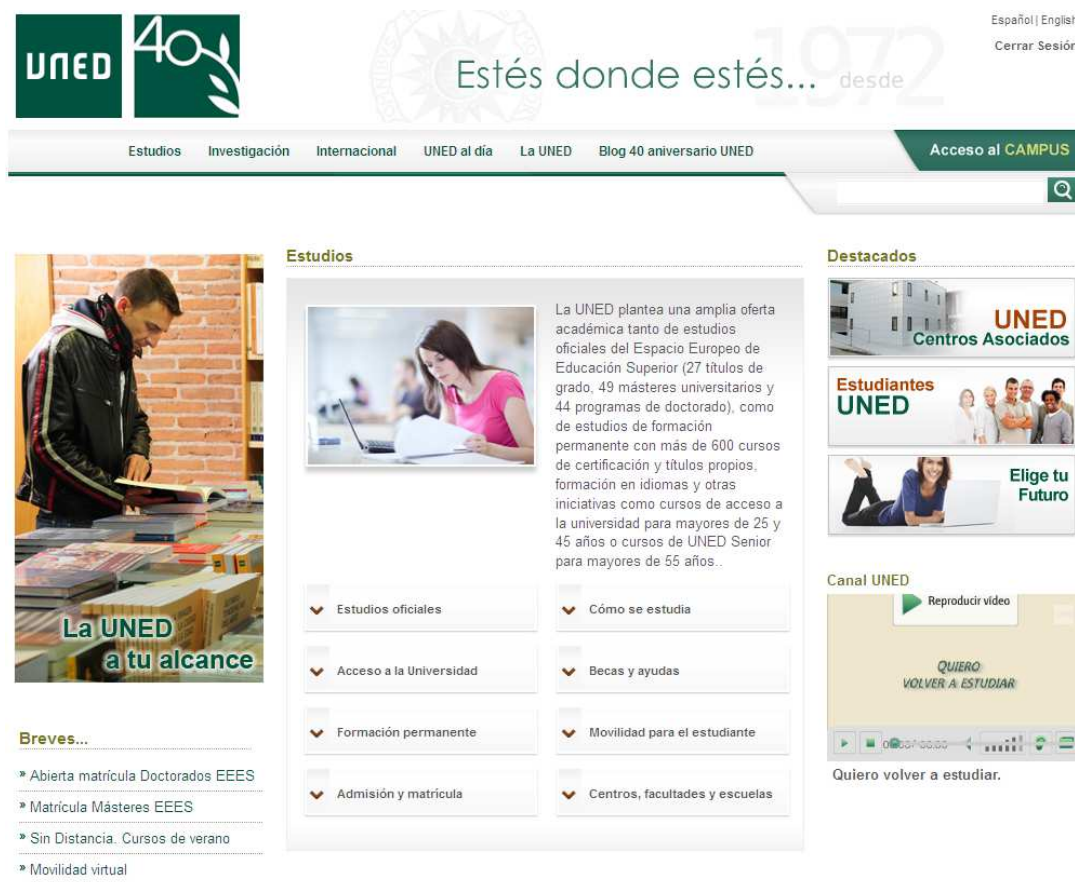 UNED
40
Estés donde estés... desde 1972
Español | English
Cerrar Sesión
Estudios Investigación Internacional UNED al día La UNED Blog 40 aniversario UNED
Acceso al CAMPUS
La UNED
a tu alcance
Breves...
» Abierta matrícula Doctorados EEES
» Matrícula Másteres EEES
» Sin Distancia. Cursos de verano
» Movilidad virtual
Estudios
La UNED plantea una amplia oferta
académica tanto de estudios
oficiales del Espacio Europeo de
Educación Superior (27 títulos de
grado, 49 másteres universitarios y
44 programas de doctorado), como
de estudios de formación
permanente con más de 600 cursos
de certificación y títulos propios,
formación en idiomas y otras
iniciativas como cursos de acceso a
la universidad para mayores de 25 y
45 años o cursos de UNED Senior
para mayores de 55 años..
Estudios oficiales
Cómo se estudia
Acceso a la Universidad
Becas y ayudas
Formación permanente
Movilidad para el estudiante
Admisión y matrícula
Centros, facultades y escuelas
Destacados
UNED
Centros Asociados
Estudiantes
UNED
Elige tu
Futuro
Canal UNED
Reproducir vídeo
QUIERO
VOLVER A ESTUDIAR
Quiero volver a estudiar.